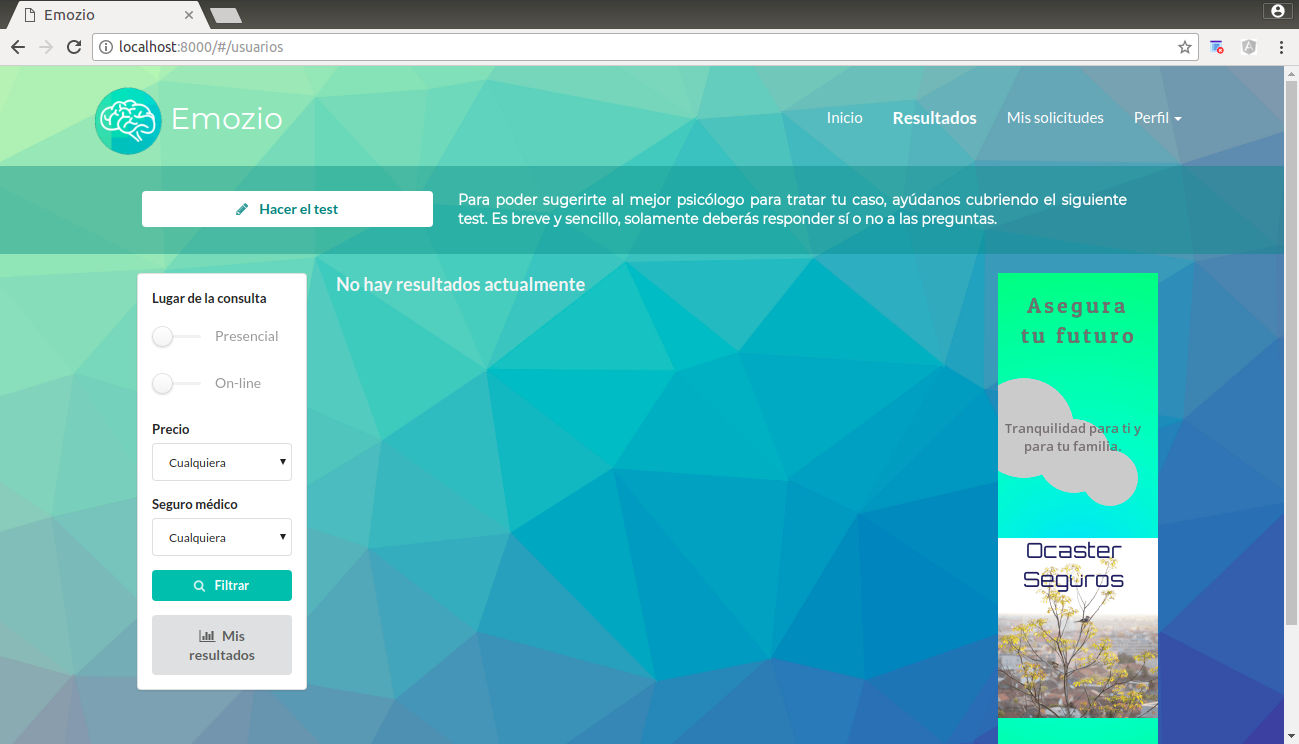 Emozio
localhost:8000/#/usuarios
Emozio
Inicio
Resultados
Mis solicitudes
Perfil
Hacer el test
Para poder sugerirte al mejor psicólogo para tratar tu caso, ayúdanos cubriendo el siguiente
test. Es breve y sencillo, solamente deberás responder sí o no a las preguntas.
Lugar de la consulta
Presencial
On-line
Precio
Cualquiera
Seguro médico
Cualquiera
Filtrar
Mis
resultados
No hay resultados actualmente
Asegura
tu futuro
Tranquilidad para ti y
para tu familia.
Ocaster
Seguros